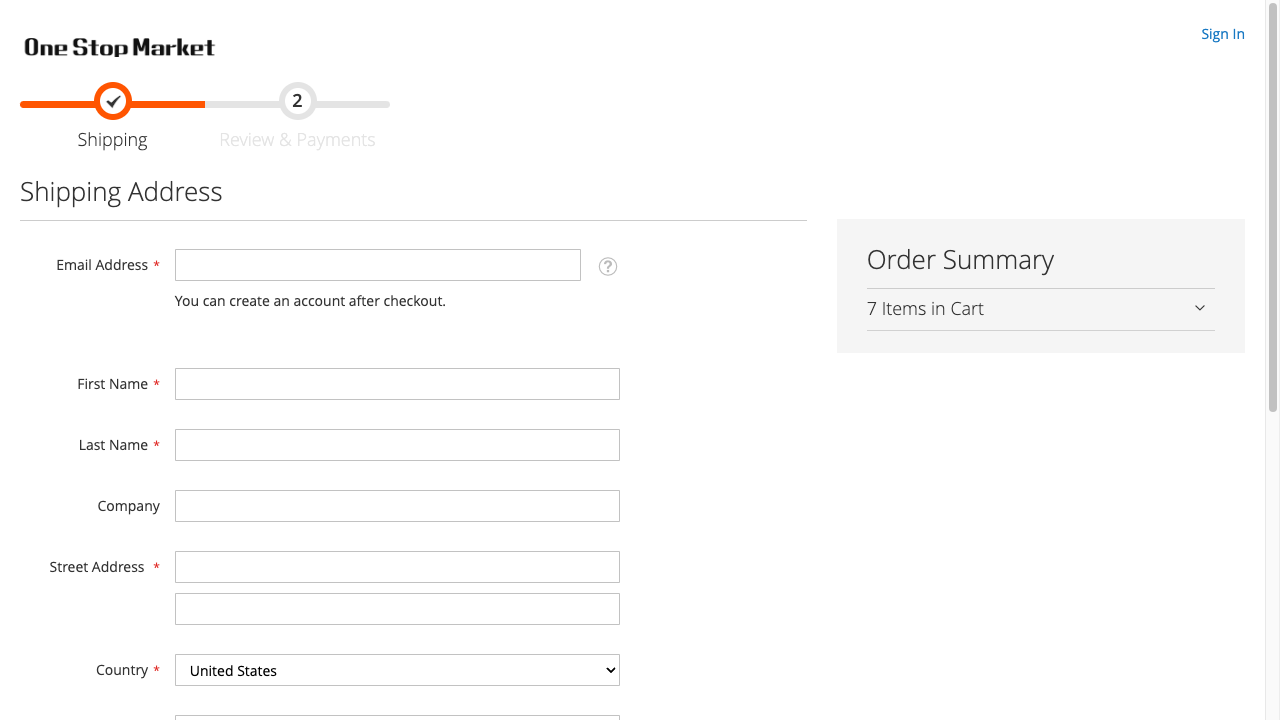 One Stop Market
Sign In
2
Shipping
Review & Payments
Shipping Address
Email Address *
?
You can create an account after checkout.
First Name *
Last Name *
Company
Street Address *
Country *
United States
Order Summary
7 Items in Cart